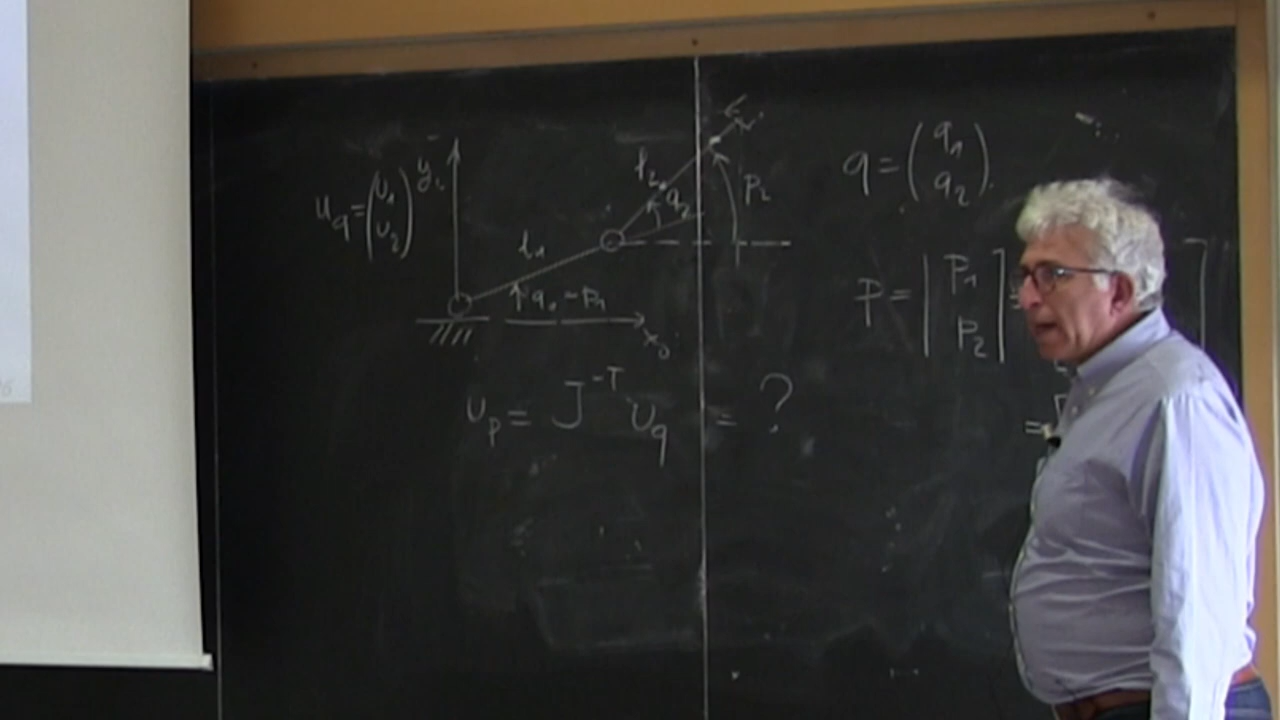 u_q = (u_1 u_2)
y_0
l_1
l_2
q_2
p_2
q_1 = p_1
x_0
u_p = J^{-T} u_q = ?
q = (q_1 q_2)
p = [p_1 p_2] =
=